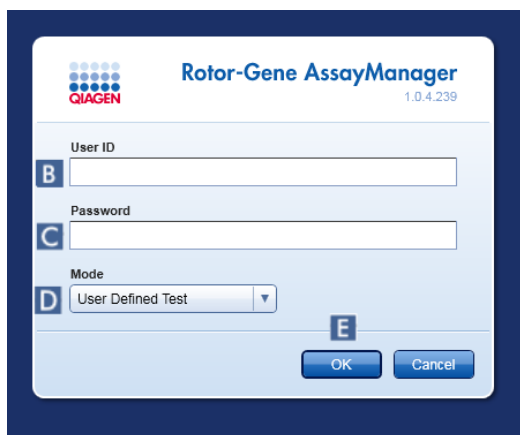 QIAGEN
Rotor-Gene AssayManager
1.0.4.239
User ID
B
Password
C
Mode
D User Defined Test
E
OK Cancel